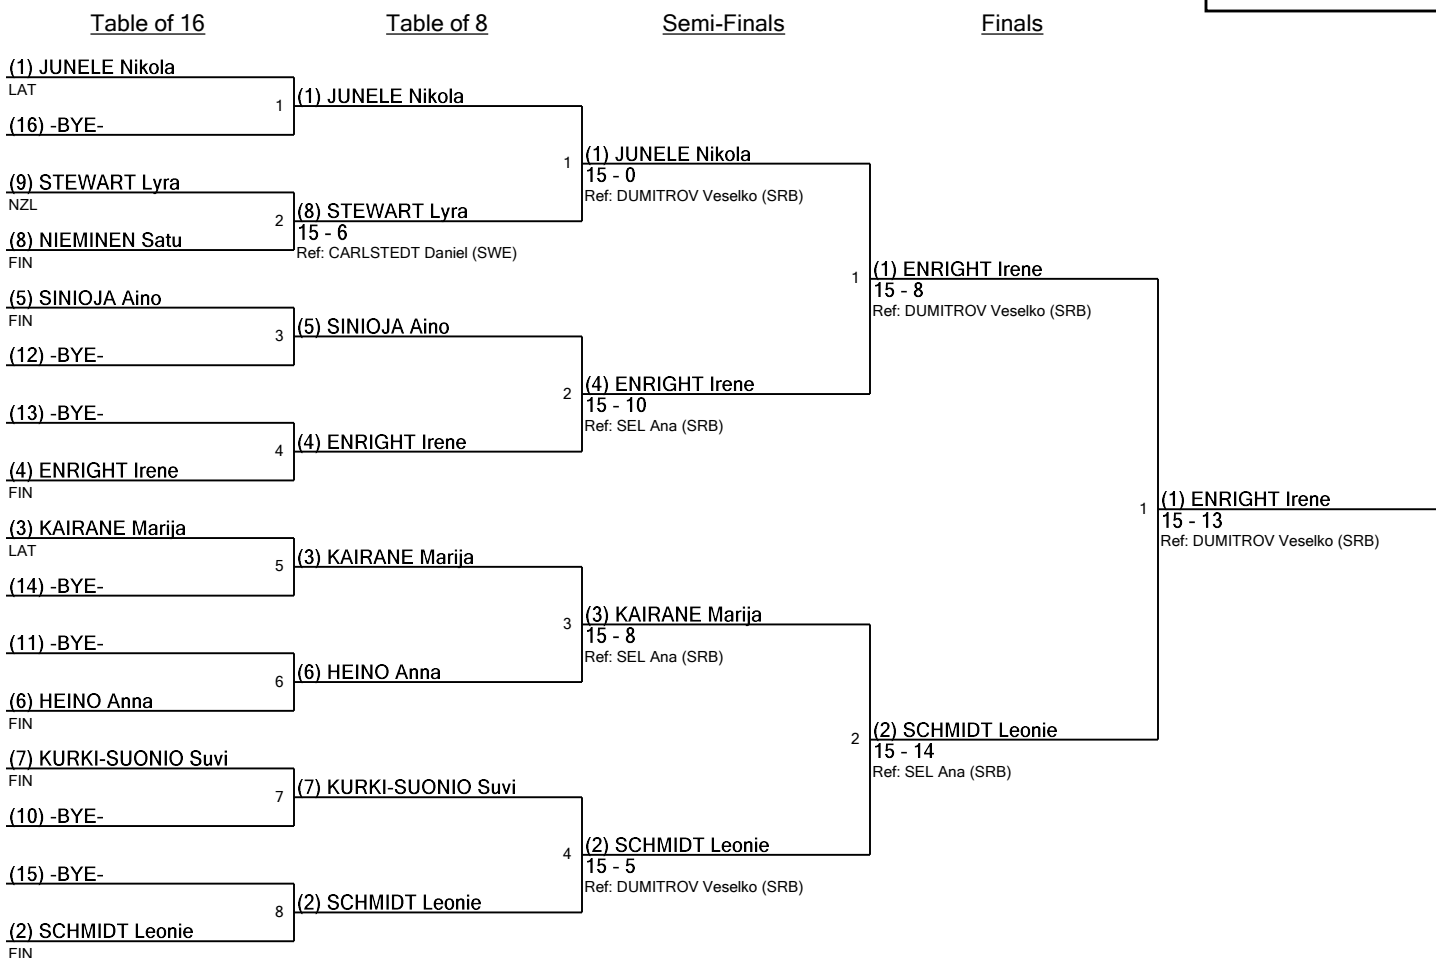 Table of 16
Table of 8
Semi-Finals
Finals
(1) JUNELE Nikola
LAT
(16) -BYE-
(9) STEWART Lyra
NZL
(8) NIEMINEN Satu
FIN
(5) SINIOJA Aino
FIN
(12) -BYE-
(13) -BYE-
(4) ENRIGHT Irene
FIN
(3) KAIRANE Marija
LAT
(14) -BYE-
(11) -BYE-
(6) HEINO Anna
FIN
(7) KURKI-SUONIO Suvi
FIN
(10) -BYE-
(15) -BYE-
(2) SCHMIDT Leonie
FIN
1
(1) JUNELE Nikola
2
(8) STEWART Lyra
15 - 6
Ref: CARLSTEDT Daniel (SWE)
3
(5) SINIOJA Aino
4
(4) ENRIGHT Irene
5
(3) KAIRANE Marija
6
(6) HEINO Anna
7
(7) KURKI-SUONIO Suvi
8
(2) SCHMIDT Leonie
1
(1) JUNELE Nikola
15 - 0
Ref: DUMITROV Veselko (SRB)
2
(4) ENRIGHT Irene
15 - 10
Ref: SEL Ana (SRB)
3
(3) KAIRANE Marija
15 - 8
Ref: SEL Ana (SRB)
4
(2) SCHMIDT Leonie
15 - 5
Ref: DUMITROV Veselko (SRB)
1
(1) ENRIGHT Irene
15 - 8
Ref: DUMITROV Veselko (SRB)
2
(2) SCHMIDT Leonie
15 - 14
Ref: SEL Ana (SRB)
1
(1) ENRIGHT Irene
15 - 13
Ref: DUMITROV Veselko (SRB)